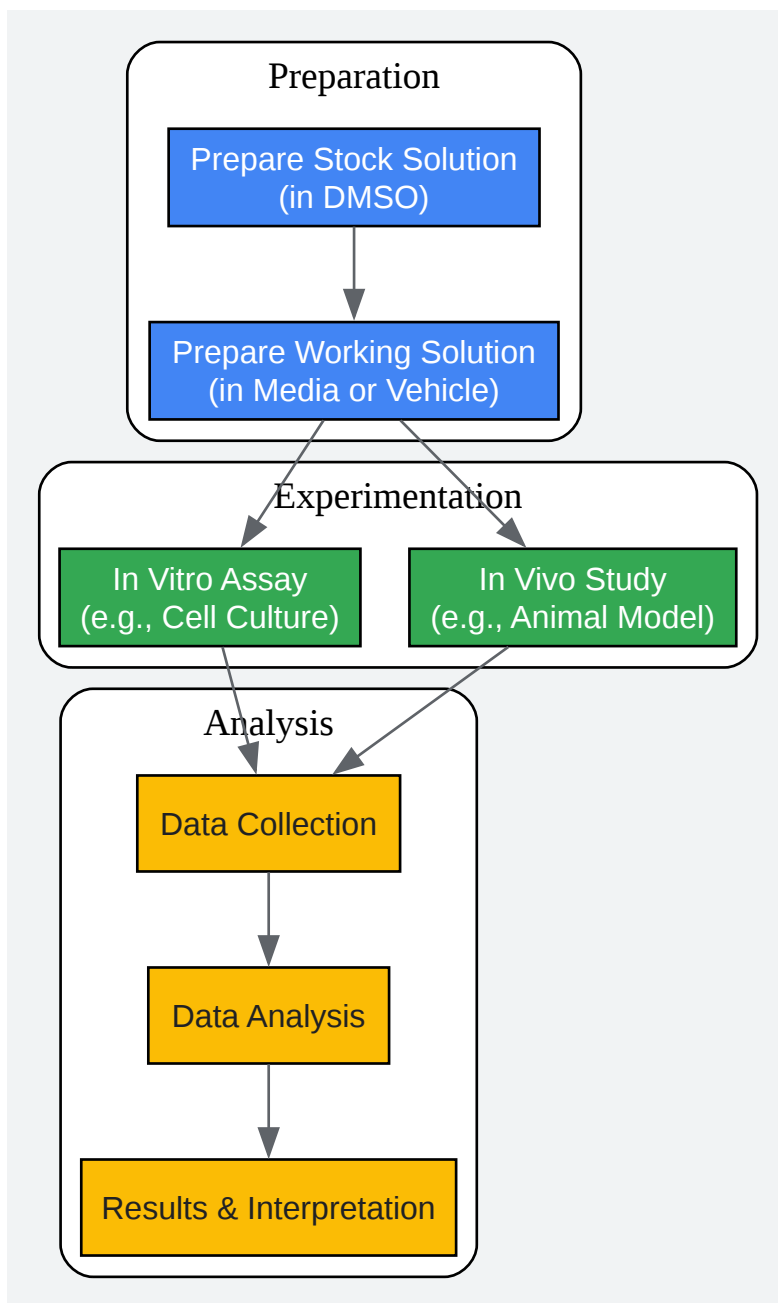 Preparation
Prepare Stock Solution
(in DMSO)
Prepare Working Solution
(in Media or Vehicle)
Experimentation
In Vitro Assay
(e.g., Cell Culture)
In Vivo Study
(e.g., Animal Model)
Analysis
Data Collection
Data Analysis
Results & Interpretation